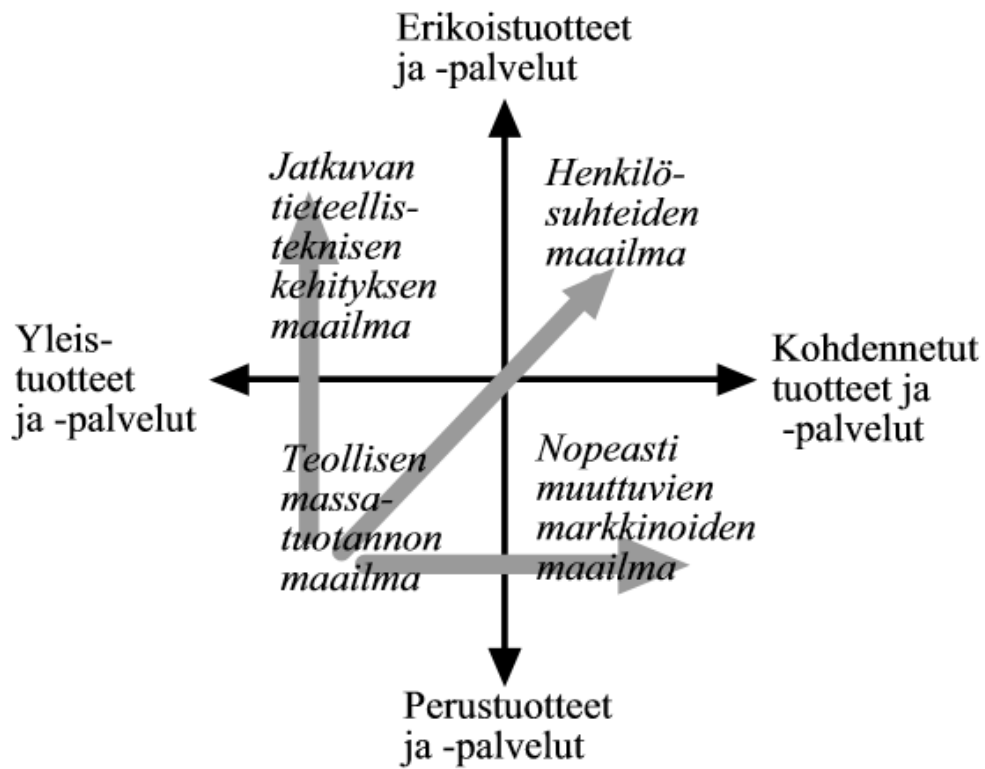 Erikoistuotteet
ja -palvelut
Jatkuvan
tieteellis-
teknisen
kehityksen
maailma
Henkilö-
suhteiden
maailma
Yleis-
tuotteet
ja -palvelut
Kohdennetut
tuotteet ja
-palvelut
Teollisen
massa-
tuotannon
maailma
Nopeasti
muuttuvien
markkinoiden
maailma
Perustuotteet
ja -palvelut